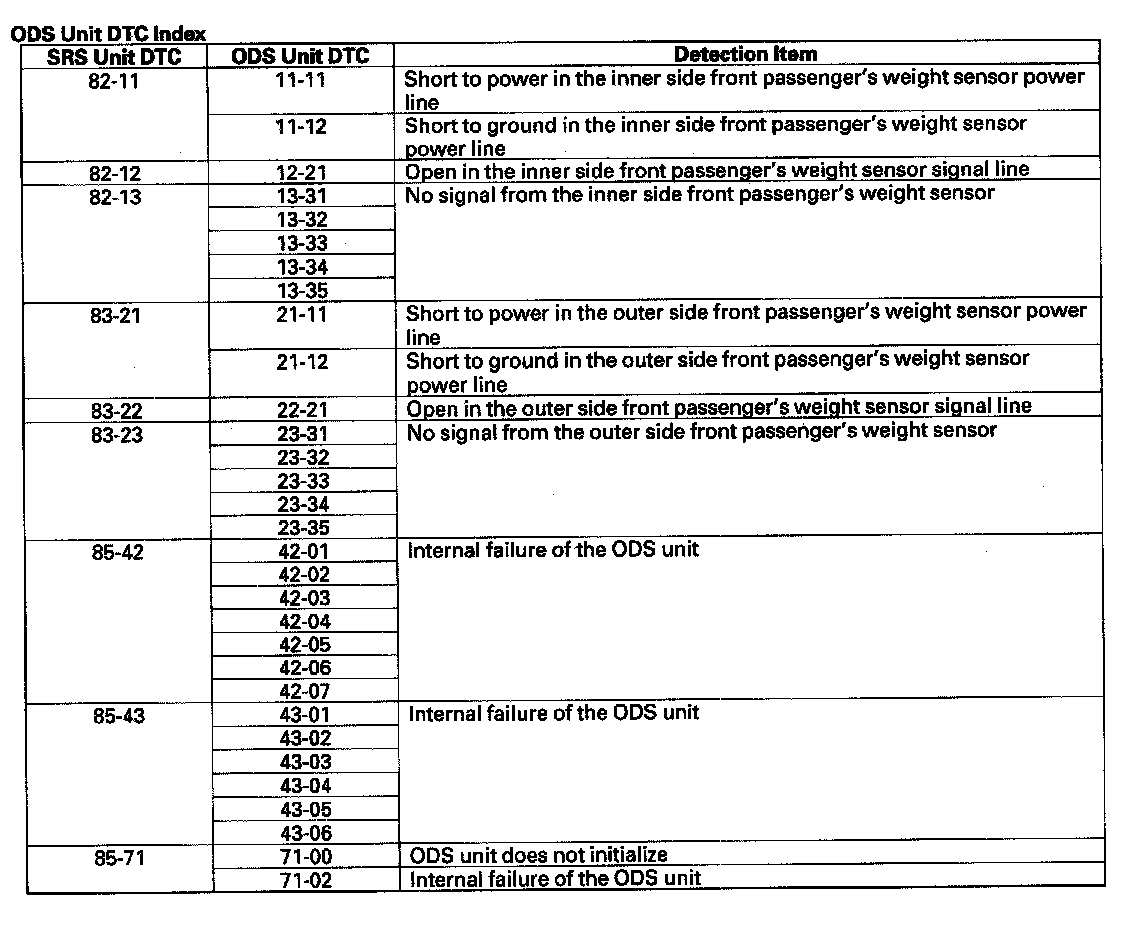 ODS Unit DTC Index
SRS Unit DTC ODS Unit DTC Detection Item
82-11 11-11 Short to power in the inner side front passenger's weight sensor power
line
11-12 Short to ground in the inner side front passenger's weight sensor
power line
82-12 12-21 Open in the inner side front passenger's weight sensor signal line
82-13 13-31 No signal from the inner side front passenger's weight sensor
13-32
13-33
13-34
13-35
83-21 21-11 Short to power in the outer side front passenger's weight sensor power
line
21-12 Short to ground in the outer side front passenger's weight sensor
power line
83-22 22-21 Open in the outer side front passenger's weight sensor signal line
83-23 23-31 No signal from the outer side front passenger's weight sensor
23-32
23-33
23-34
23-35
85-42 42-01 Internal failure of the ODS unit
42-02
42-03
42-04
42-05
42-06
42-07
85-43 43-01 Internal failure of the ODS unit
43-02
43-03
43-04
43-05
43-06
85-71 71-00 ODS unit does not initialize
71-02 Internal failure of the ODS unit